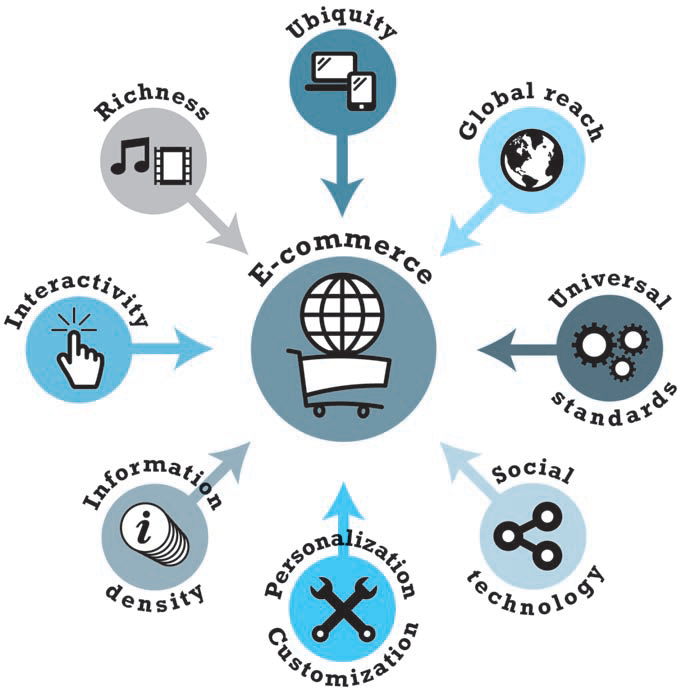 Ubiquity
Richness
Global reach
E-commerce
Interactivity
Universal
standards
Information
density
Social
technology
Personalization
Customization
i